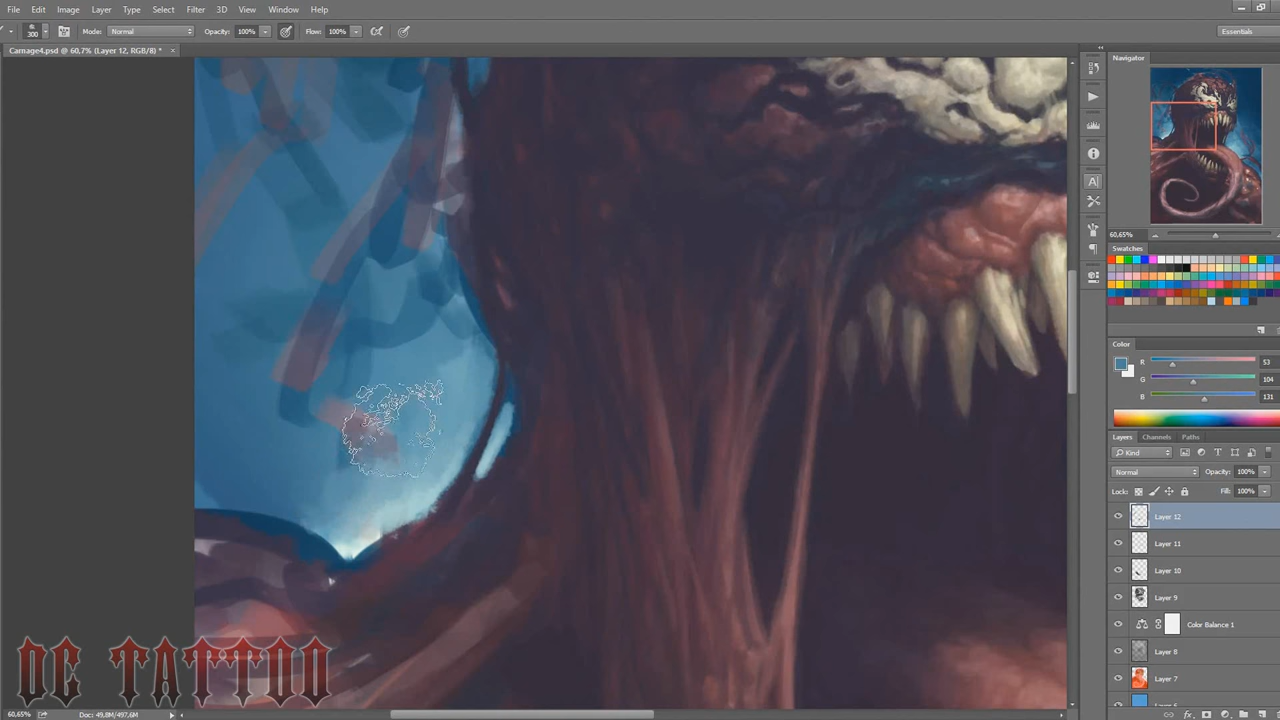 File Edit Image Layer Type Select Filter 3D View Window Help
300 Mode: Normal Opacity: 100% Flow: 100% Essentials
Carnage4.psd @ 60,7% (Layer 12, RGB/8) * ×
Navigator
60,65%
Swatches
Color
R 53
G 104
B 131
Layers Channels Paths
Kind
Normal Opacity: 100%
Lock: Fill: 100%
Layer 12
Layer 11
Layer 10
Layer 9
Color Balance 1
Layer 8
Layer 7
DC TATTOO
60,65% Doc: 49,8M/497,6M